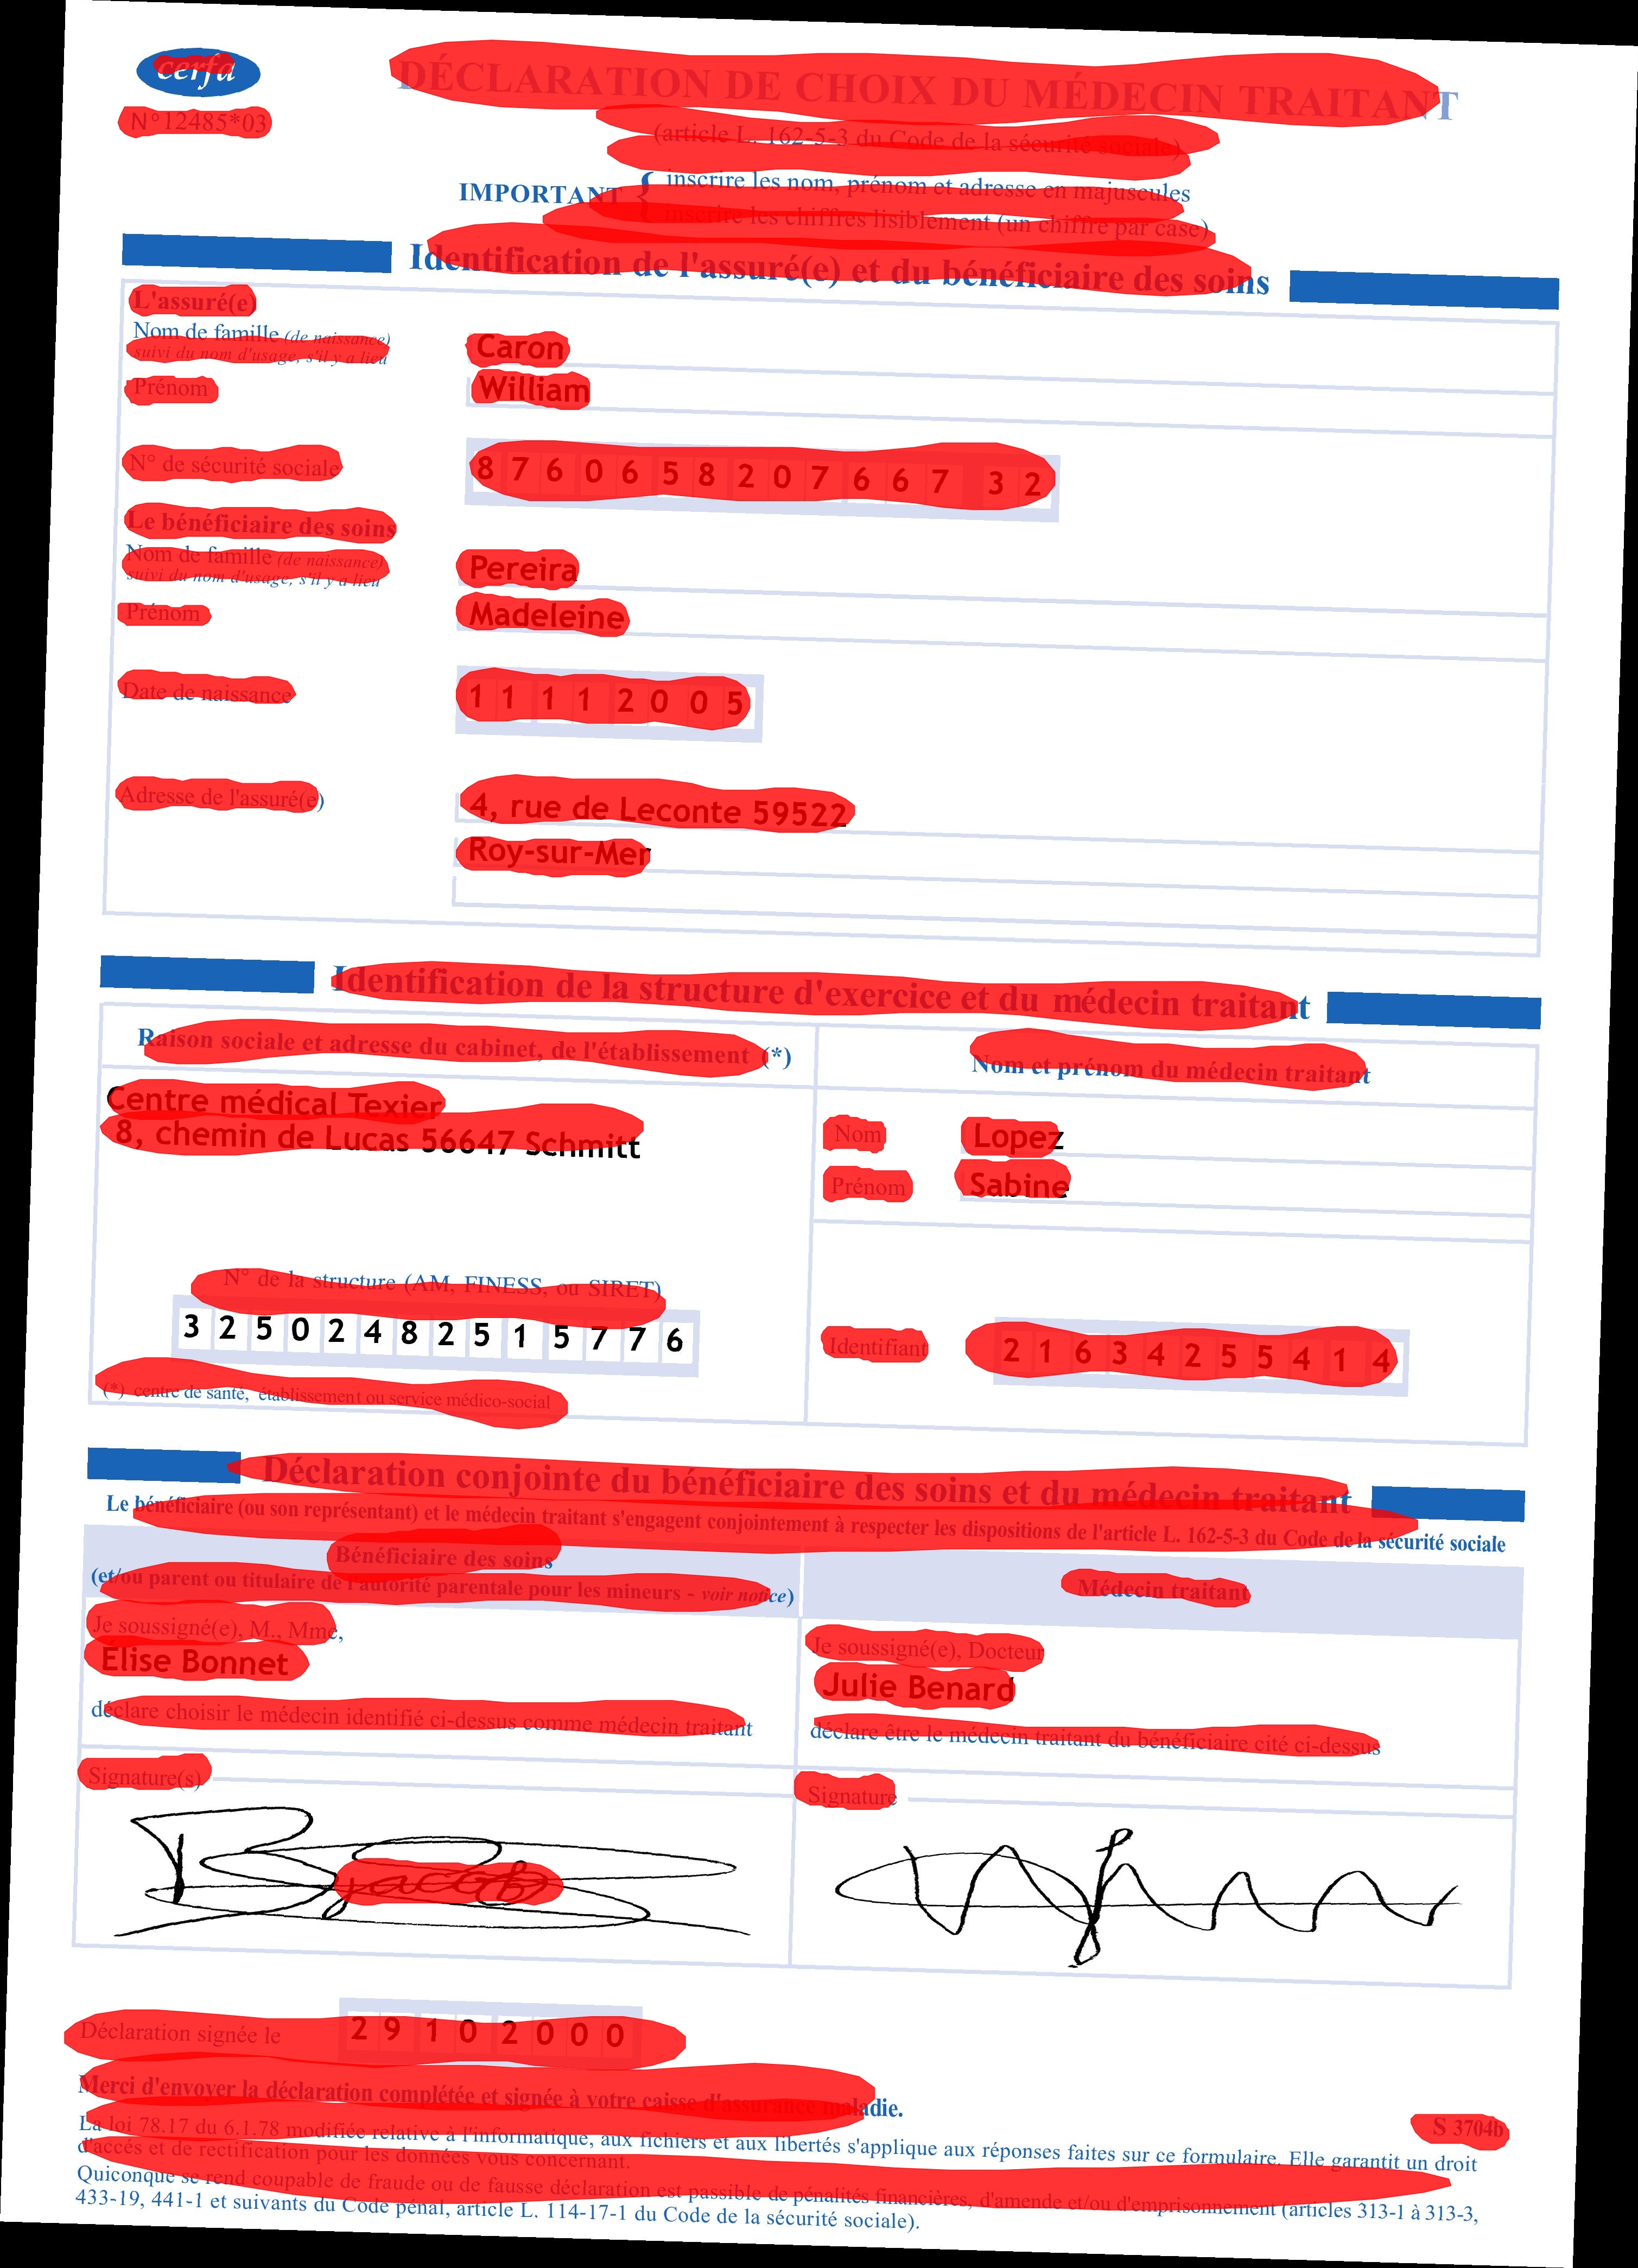 cerfa
N°12485*03
DÉCLARATION DE CHOIX DU MÉDECIN TRAITANT
(article L. 162-5-3 du Code de la sécurité sociale)
IMPORTANT { inscrire les nom, prénom et adresse en majuscules
inscrire les chiffres lisiblement (un chiffre par case)
Identification de l'assuré(e) et du bénéficiaire des soins
L'assuré(e)
Nom de famille (de naissance)
suivi du nom d'usage, s'il y a lieu
Caron
Prénom
William
N° de sécurité sociale
8 7 6 0 6 5 8 2 0 7 6 6 7 3 2
Le bénéficiaire des soins
Nom de famille (de naissance)
suivi du nom d'usage, s'il y a lieu
Pereira
Prénom
Madeleine
Date de naissance
1 1 1 1 2 0 0 5
Adresse de l'assuré(e)
4, rue de Leconte 59522
Roy-sur-Mer
Identification de la structure d'exercice et du médecin traitant
Raison sociale et adresse du cabinet, de l'établissement (*)
Centre médical Texier
8, chemin de Lucas 56647 Schmitt
N° de la structure (AM, FINESS, ou SIRET)
3 2 5 0 2 4 8 2 5 1 5 7 7 6
(*) centre de santé, établissement ou service médico-social
Nom et prénom du médecin traitant
Nom
Lopez
Prénom
Sabine
Identifiant
2 1 6 3 4 2 5 5 4 1 4
Déclaration conjointe du bénéficiaire des soins et du médecin traitant
Le bénéficiaire (ou son représentant) et le médecin traitant s'engagent conjointement à respecter les dispositions de l'article L. 162-5-3 du Code de la sécurité sociale
Bénéficiaire des soins
(et/ou parent ou titulaire de l'autorité parentale pour les mineurs - voir notice)
Je soussigné(e), M., Mme,
Élise Bonnet
déclare choisir le médecin identifié ci-dessus comme médecin traitant
Signature(s)
Médecin traitant
Je soussigné(e), Docteur
Julie Benard
déclare être le médecin traitant du bénéficiaire cité ci-dessus
Signature
Déclaration signée le
2 9 1 0 2 0 0 0
Merci d'envoyer la déclaration complétée et signée à votre caisse d'assurance maladie.
S 3704b
La loi 78.17 du 6.1.78 modifiée relative à l'informatique, aux fichiers et aux libertés s'applique aux réponses faites sur ce formulaire. Elle garantit un droit
d'accés et de rectification pour les données vous concernant.
Quiconque se rend coupable de fraude ou de fausse déclaration est passible de pénalités financières, d'amende et/ou d'emprisonnement (articles 313-1 à 313-3,
433-19, 441-1 et suivants du Code pénal, article L. 114-17-1 du Code de la sécurité sociale).